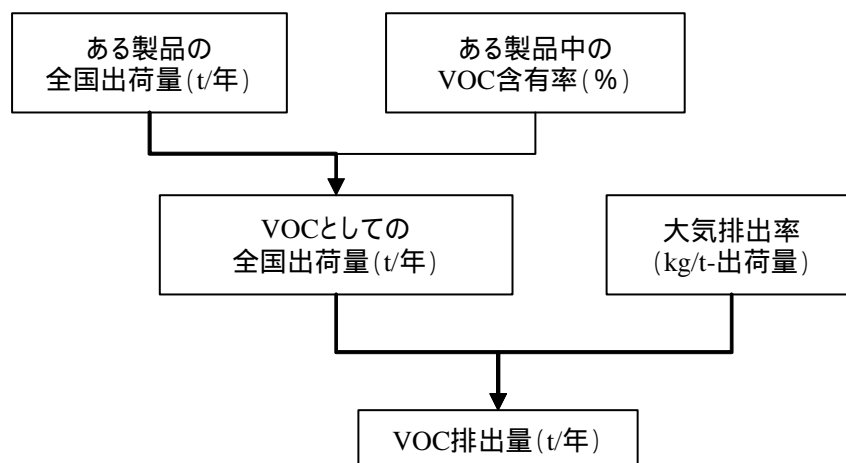 ある製品の
全国出荷量(t/年)
ある製品中の
VOC含有率(%)
VOCとしての
全国出荷量(t/年)
大気排出率
(kg/t-出荷量)
VOC排出量(t/年)